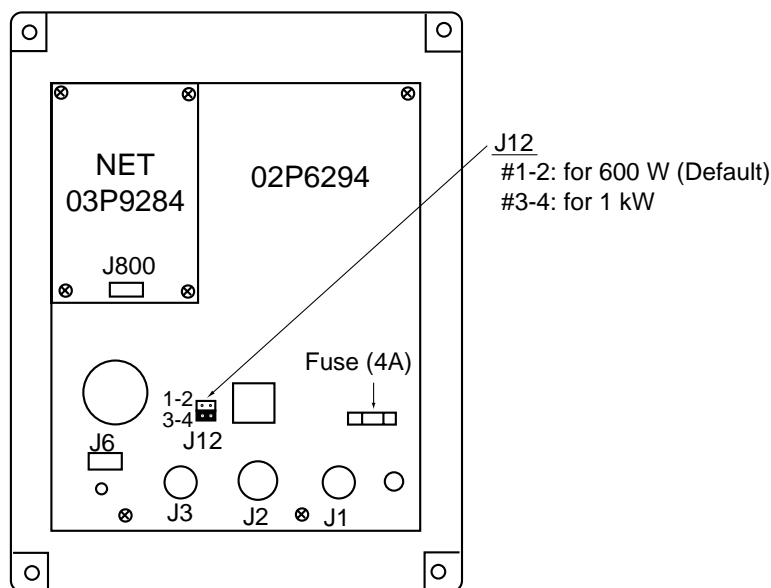 NET
03P9284
J800
02P6294
J12
#1-2: for 600 W (Default)
#3-4: for 1 kW
Fuse (4A)
1-2
3-4
J12
J6
J3
J2
J1